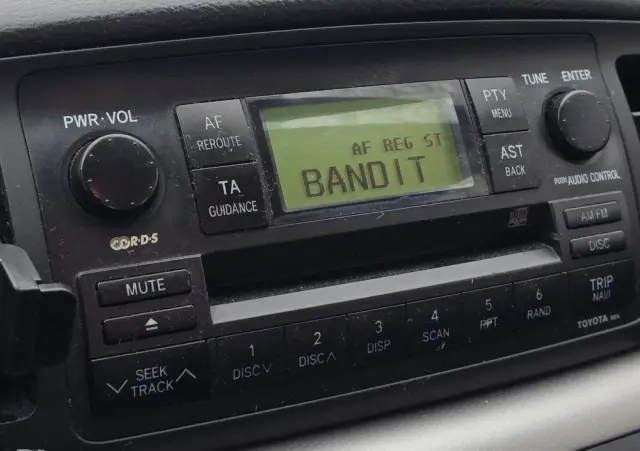 PWR·VOL
AF
REROUTE
TA
GUIDANCE
AF REG ST
BANDIT
PTY
MENU
AST
BACK
TUNE ENTER
PUSH AUDIO CONTROL
R·D·S
AM·FM
DISC
MUTE
SEEK
TRACK
1
DISC∨
2
DISC∧
3
DISP
4
SCAN
5
RPT
6
RAND
TRIP
NAVI
TOYOTA